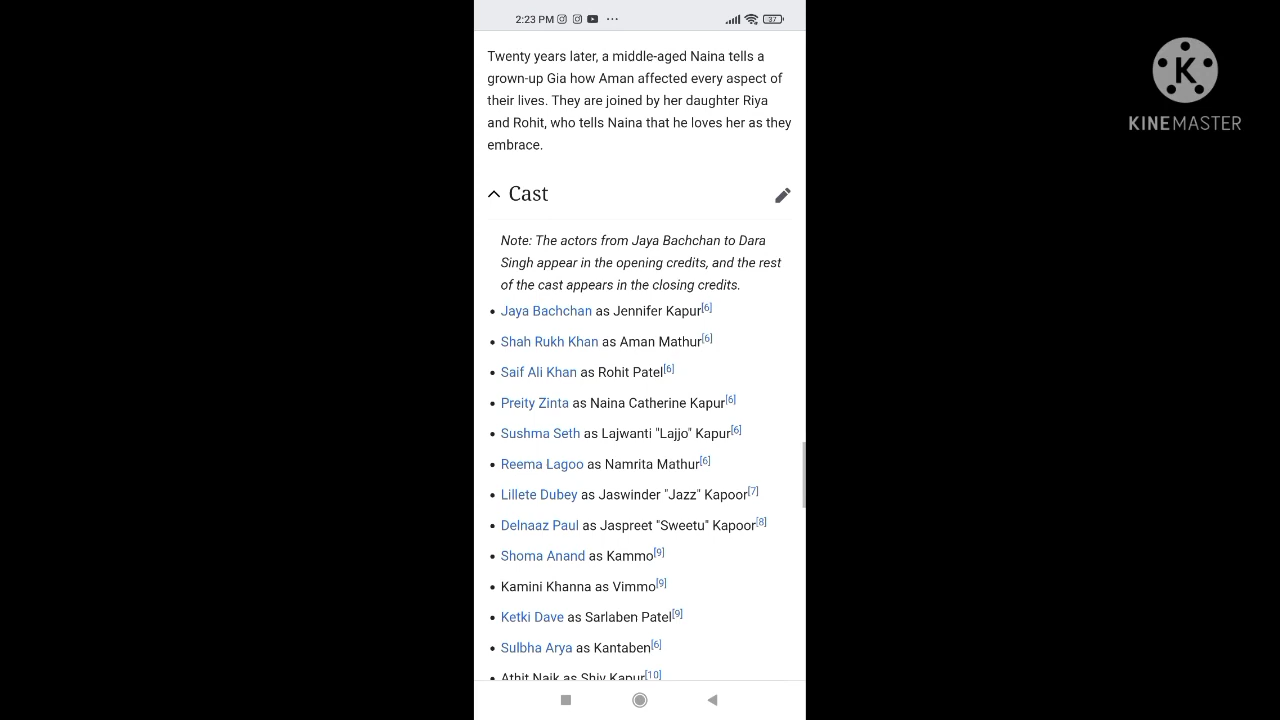 2:23 PM
37
Twenty years later, a middle-aged Naina tells a
grown-up Gia how Aman affected every aspect of
their lives. They are joined by her daughter Riya
and Rohit, who tells Naina that he loves her as they
embrace.
Cast
Note: The actors from Jaya Bachchan to Dara
Singh appear in the opening credits, and the rest
of the cast appears in the closing credits.
• Jaya Bachchan as Jennifer Kapur[6]
• Shah Rukh Khan as Aman Mathur[6]
• Saif Ali Khan as Rohit Patel[6]
• Preity Zinta as Naina Catherine Kapur[6]
• Sushma Seth as Lajwanti "Lajjo" Kapur[6]
• Reema Lagoo as Namrita Mathur[6]
• Lillete Dubey as Jaswinder "Jazz" Kapoor[7]
• Delnaaz Paul as Jaspreet "Sweetu" Kapoor[8]
• Shoma Anand as Kammo[9]
• Kamini Khanna as Vimmo[9]
• Ketki Dave as Sarlaben Patel[9]
• Sulbha Arya as Kantaben[6]
• Athit Naik as Shiv Kapur[10]
K
KINEMASTER